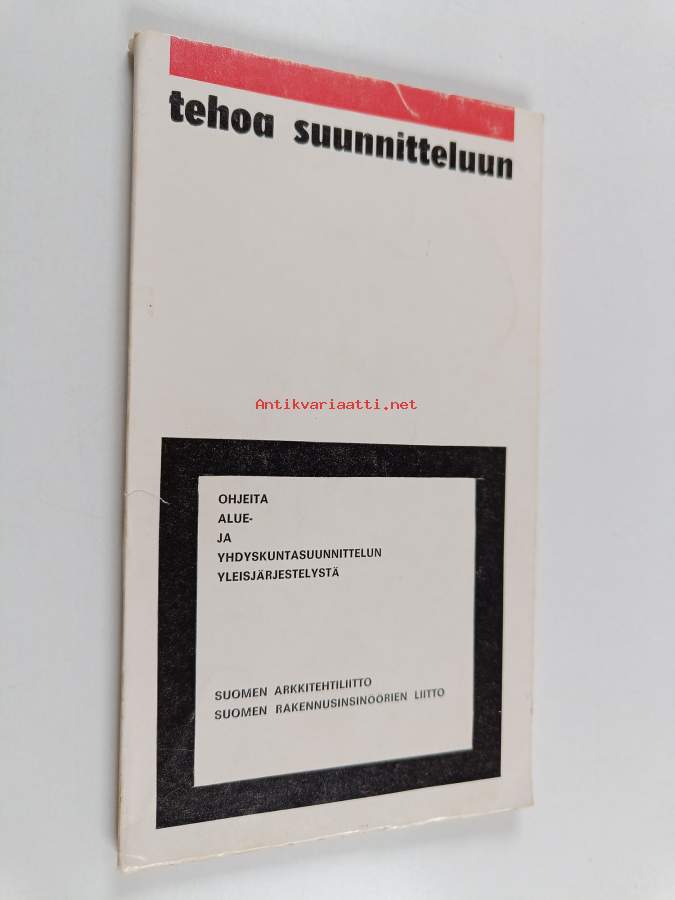 tehoa suunnitteluun
Antikvariaatti.net
OHJEITA
ALUE-
JA
YHDYSKUNTASUUNNITTELUN
YLEISJÄRJESTELYSTÄ
SUOMEN ARKKITEHTILIITTO
SUOMEN RAKENNUSINSINÖÖRIEN LIITTO